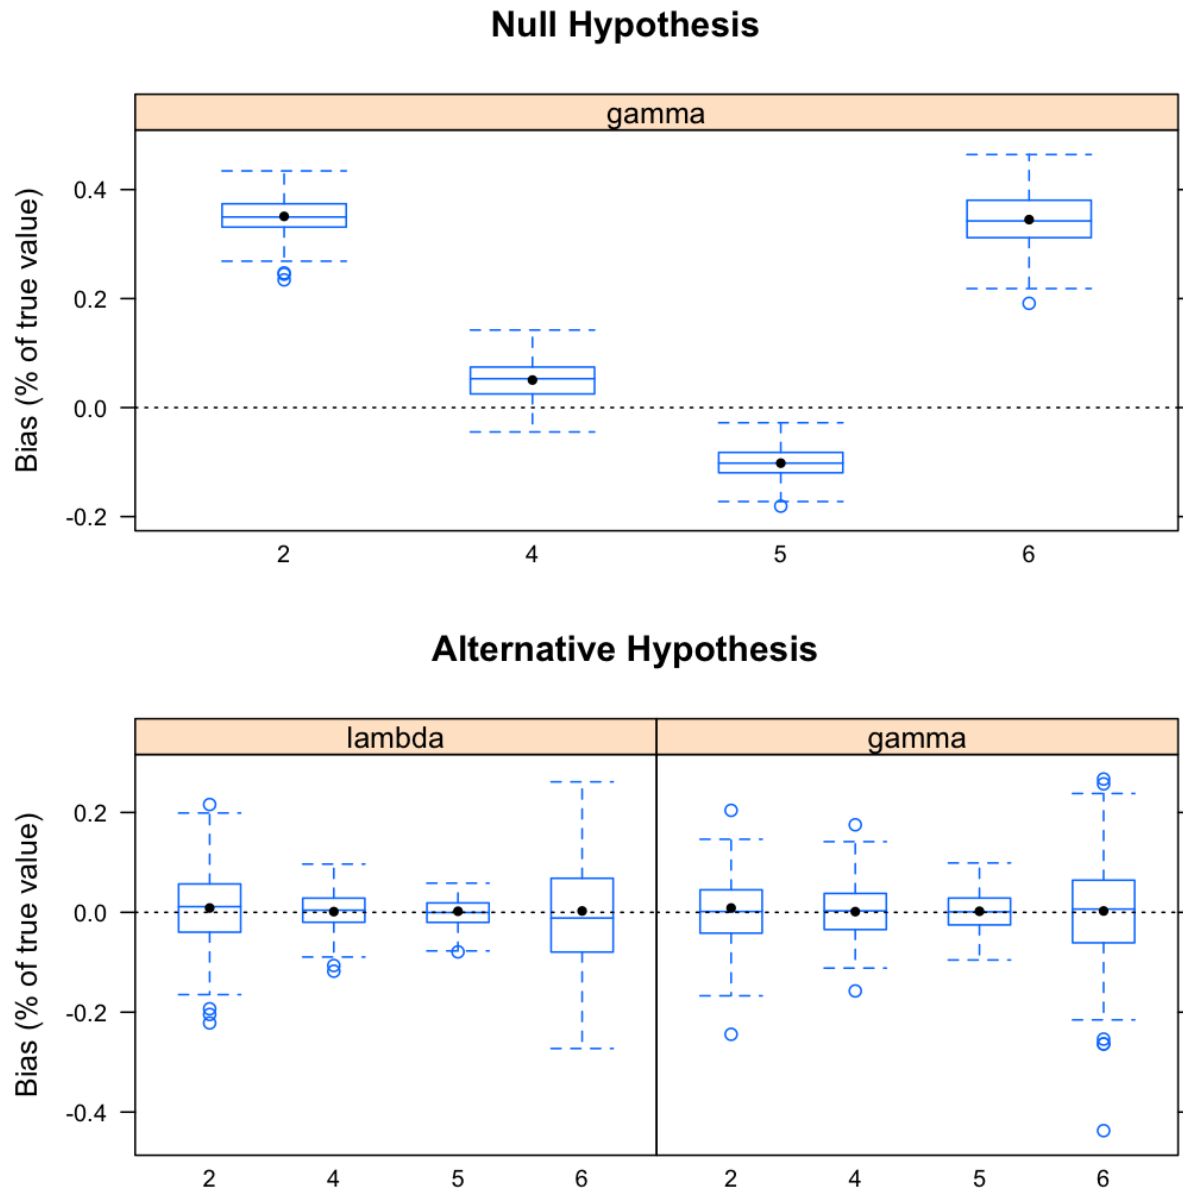 Null Hypothesis
gamma
Bias (% of true value)
0.4
0.2
0.0
-0.2
2 4 5 6
Alternative Hypothesis
lambda gamma
Bias (% of true value)
0.2
0.0
-0.2
-0.4
2 4 5 6 2 4 5 6